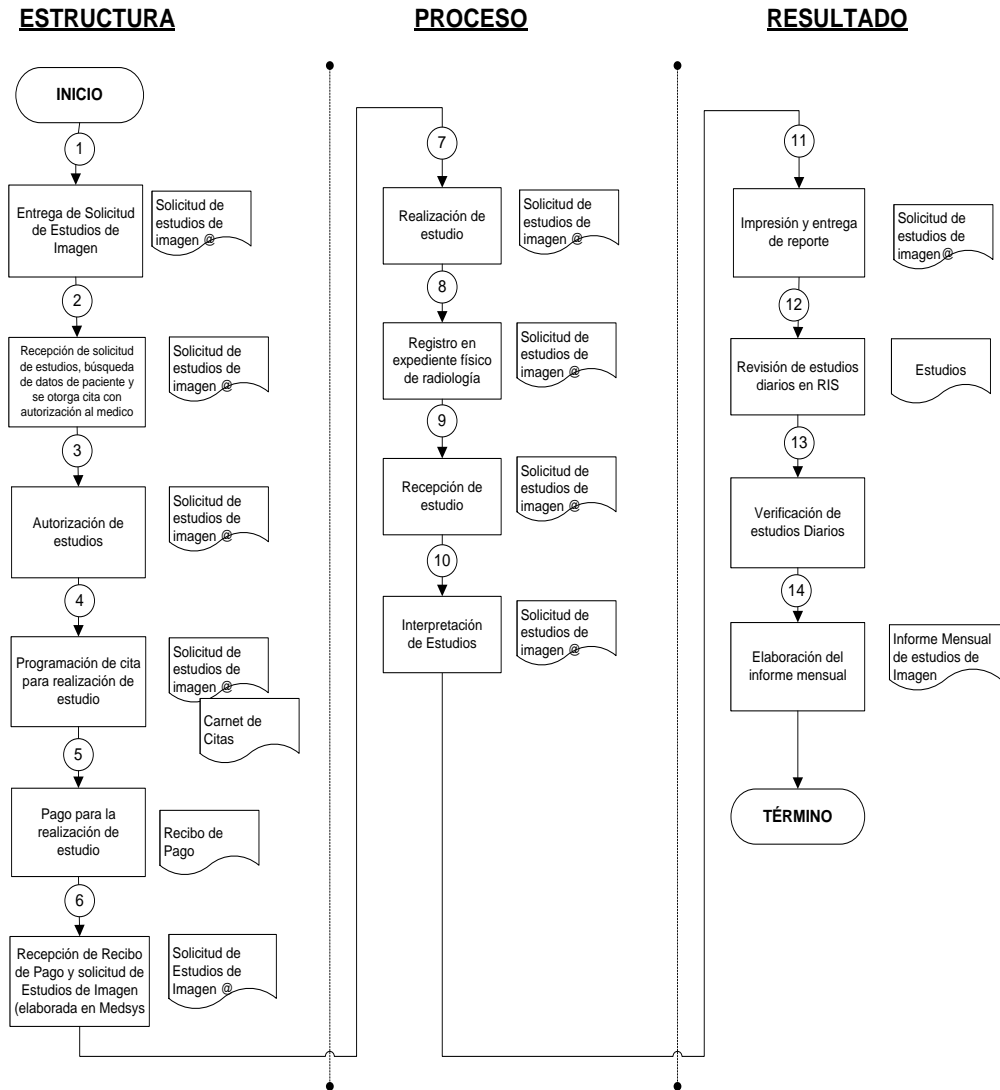 ESTRUCTURA
INICIO
1
Entrega de Solicitud
de Estudios de
Imagen
Solicitud de
estudios de
imagen @
2
Recepción de solicitud
de estudios, búsqueda
de datos de paciente y
se otorga cita con
autorización al medico
Solicitud de
estudios de
imagen @
3
Autorización de
estudios
Solicitud de
estudios de
imagen @
4
Programación de cita
para realización de
estudio
Solicitud de
estudios de
imagen @
Carnet de
Citas
5
Pago para la
realización de
estudio
Recibo de
Pago
6
Recepción de Recibo
de Pago y solicitud de
Estudios de Imagen
(elaborada en Medsys
Solicitud de
Estudios de
Imagen @
PROCESO
7
Realización de
estudio
Solicitud de
estudios de
imagen @
8
Registro en
expediente físico
de radiología
Solicitud de
estudios de
imagen @
9
Recepción de
estudio
Solicitud de
estudios de
imagen @
10
Interpretación
de Estudios
Solicitud de
estudios de
imagen @
RESULTADO
11
Impresión y entrega
de reporte
Solicitud de
estudios de
imagen@
12
Revisión de estudios
diarios en RIS
Estudios
13
Verificación de
estudios Diarios
14
Elaboración del
informe mensual
Informe Mensual
de estudios de
Imagen
TÉRMINO